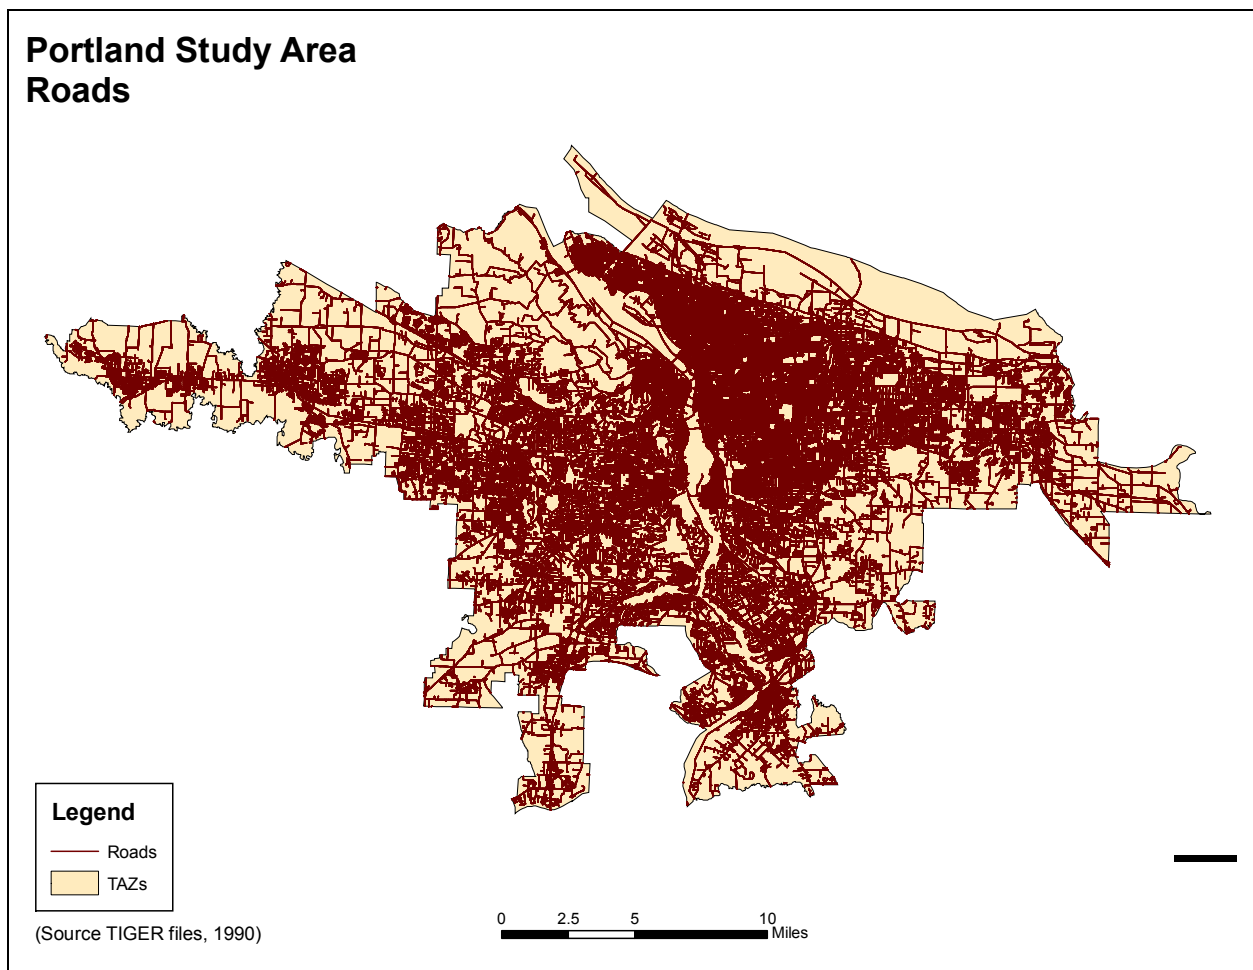 Portland Study Area
Roads
Legend
Roads
TAZs
(Source TIGER files, 1990)
0 2.5 5 10
Miles